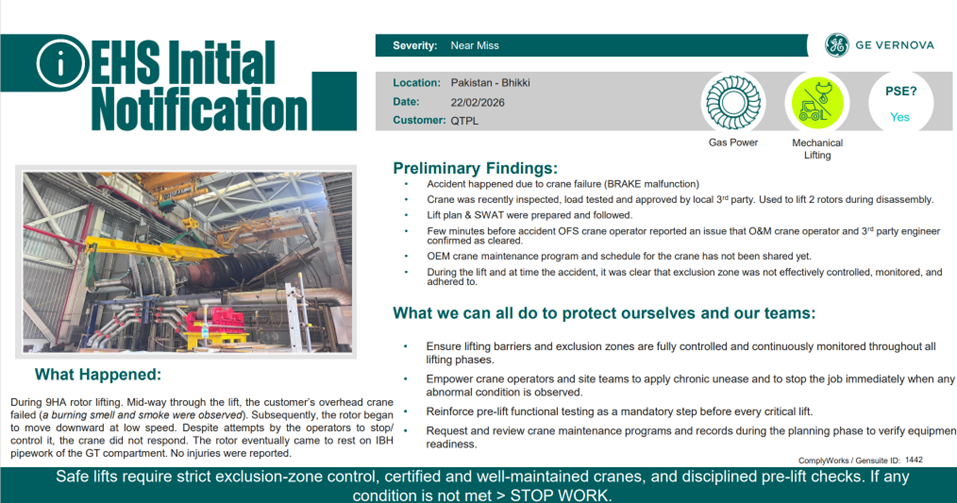 EHS Initial
Notification
Severity: Near Miss
GE VERNOVA
Location: Pakistan - Bhikki
Date: 22/02/2026
Customer: QTPL
Gas Power
Mechanical
Lifting
PSE?
Yes
What Happened:
During 9HA rotor lifting. Mid-way through the lift, the customer's overhead crane
failed (a burning smell and smoke were observed). Subsequently, the rotor began
to move downward at low speed. Despite attempts by the operators to stop/
control it, the crane did not respond. The rotor eventually came to rest on IBH
pipework of the GT compartment. No injuries were reported.
Preliminary Findings:
• Accident happened due to crane failure (BRAKE malfunction)
• Crane was recently inspected, load tested and approved by local 3rd party. Used to lift 2 rotors during disassembly.
• Lift plan & SWAT were prepared and followed.
• Few minutes before accident OFS crane operator reported an issue that O&M crane operator and 3rd party engineer
confirmed as cleared.
• OEM crane maintenance program and schedule for the crane has not been shared yet.
• During the lift and at time the accident, it was clear that exclusion zone was not effectively controlled, monitored, and
adhered to.
What we can all do to protect ourselves and our teams:
• Ensure lifting barriers and exclusion zones are fully controlled and continuously monitored throughout all
lifting phases.
• Empower crane operators and site teams to apply chronic unease and to stop the job immediately when any
abnormal condition is observed.
• Reinforce pre-lift functional testing as a mandatory step before every critical lift.
• Request and review crane maintenance programs and records during the planning phase to verify equipmen
readiness.
ComplyWorks / Gensuite ID: 1442
Safe lifts require strict exclusion-zone control, certified and well-maintained cranes, and disciplined pre-lift checks. If any
condition is not met > STOP WORK.